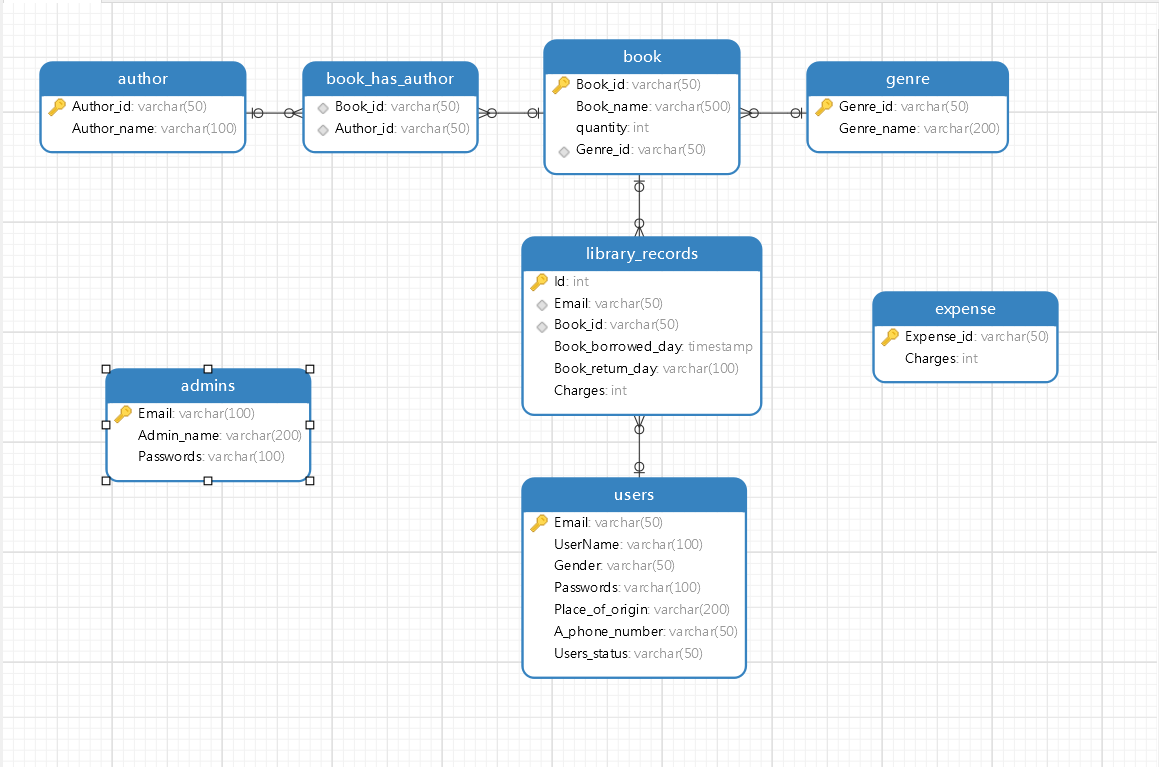 author
Author_id: varchar(50)
Author_name: varchar(100)
book_has_author
Book_id: varchar(50)
Author_id: varchar(50)
book
Book_id: varchar(50)
Book_name: varchar(500)
quantity: int
Genre_id: varchar(50)
genre
Genre_id: varchar(50)
Genre_name: varchar(200)
library_records
Id: int
Email: varchar(50)
Book_id: varchar(50)
Book_borrowed_day: timestamp
Book_return_day: varchar(100)
Charges: int
expense
Expense_id: varchar(50)
Charges: int
admins
Email: varchar(100)
Admin_name: varchar(200)
Passwords: varchar(100)
users
Email: varchar(50)
UserName: varchar(100)
Gender: varchar(50)
Passwords: varchar(100)
Place_of_origin: varchar(200)
A_phone_number: varchar(50)
Users_status: varchar(50)